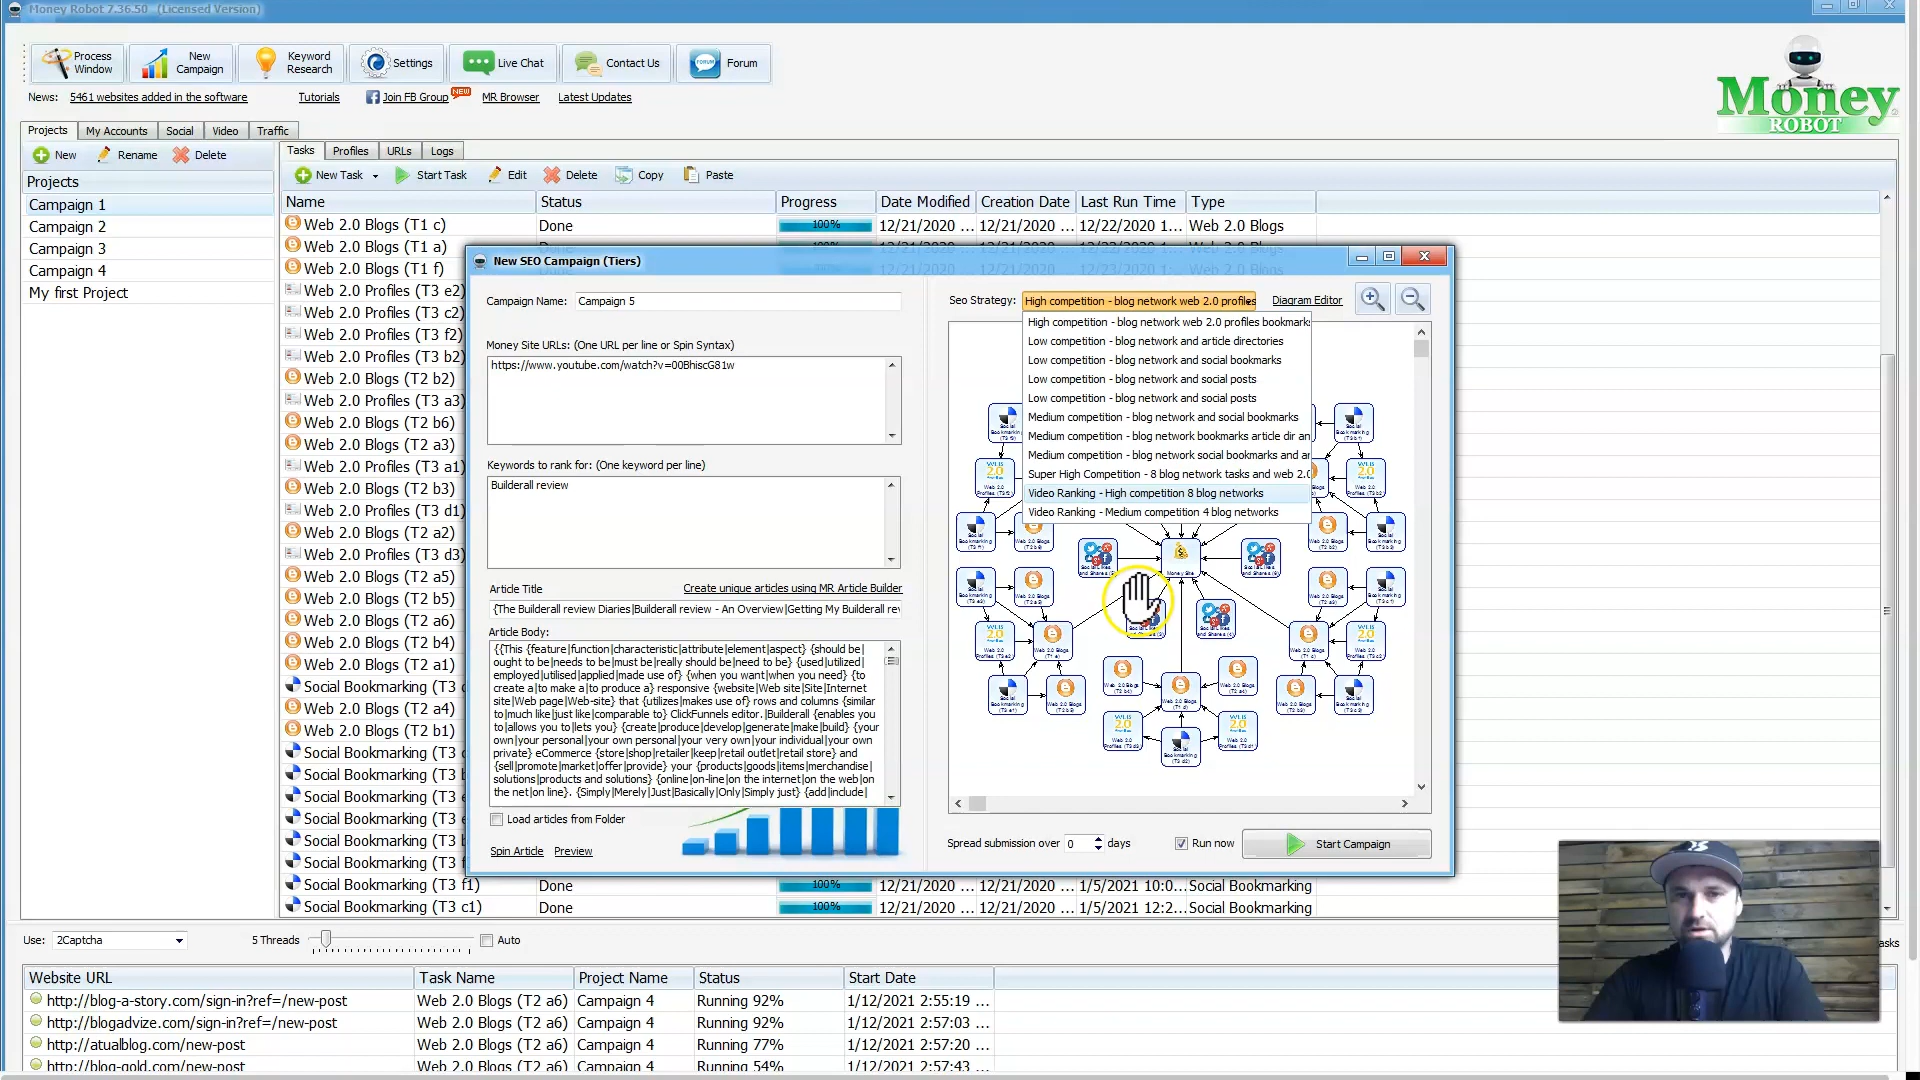 Money Robot 7.36.50   (Licensed Version)
Process Window
New Campaign
Keyword Research
Settings
Live Chat
Contact Us
FORUM
Forum
News:
5461 websites added in the software
Tutorials
Join FB Group
NEW
MR Browser
Latest Updates
Money
ROBOT
Projects
My Accounts
Social
Video
Traffic
New
Rename
Delete
Projects
Campaign 1
Campaign 2
Campaign 3
Campaign 4
My first Project
Tasks
Profiles
URLs
Logs
New Task
Start Task
Edit
Delete
Copy
Paste
Name Status Progress Date Modified Creation Date Last Run Time Type
Web 2.0 Blogs (T1 c) Done 100% 12/21/2020 ... 12/21/2020 ... 12/22/2020 1... Web 2.0 Blogs
Web 2.0 Blogs (T1 a)
Web 2.0 Blogs (T1 f)
Web 2.0 Profiles (T3 e2)
Web 2.0 Profiles (T3 c2)
Web 2.0 Profiles (T3 f2)
Web 2.0 Profiles (T3 b2)
Web 2.0 Blogs (T2 b2)
Web 2.0 Profiles (T3 a3)
Web 2.0 Blogs (T2 b6)
Web 2.0 Blogs (T2 a3)
Web 2.0 Profiles (T3 a1)
Web 2.0 Blogs (T2 b3)
Web 2.0 Profiles (T3 d1)
Web 2.0 Blogs (T2 a2)
Web 2.0 Profiles (T3 d3)
Web 2.0 Blogs (T2 a5)
Web 2.0 Blogs (T2 b5)
Web 2.0 Blogs (T2 a6)
Web 2.0 Blogs (T2 b4)
Web 2.0 Blogs (T2 a1)
Social Bookmarking (T3
Web 2.0 Blogs (T2 a4)
Web 2.0 Blogs (T2 b1)
Social Bookmarking (T3
Social Bookmarking (T3
Social Bookmarking (T3
Social Bookmarking (T3
Social Bookmarking (T3
Social Bookmarking (T3
Social Bookmarking (T3 f1) Done 100% 12/21/2020 ... 12/21/2020 ... 1/5/2021 10:0... Social Bookmarking
Social Bookmarking (T3 c1) Done 100% 12/21/2020 ... 12/21/2020 ... 1/5/2021 12:2... Social Bookmarking
New SEO Campaign (Tiers)
Campaign Name: Campaign 5
Money Site URLs: (One URL per line or Spin Syntax)
https://www.youtube.com/watch?v=00BhiscG81w
Keywords to rank for: (One keyword per line)
Builderall review
Article Title
Create unique articles using MR Article Builder
{The Builderall review Diaries|Builderall review - An Overview|Getting My Builderall rev
Article Body:
{{This {feature|function|characteristic|attribute|element|aspect} {should be|
ought to be|needs to be|must be|really should be|need to be} {used|utilized|
employed|utilised|applied|made use of} {when you want|when you need} {to
create a|to make a|to produce a} responsive {website|Web site|Site|Internet
site|Web page|Web-site} that {utilizes|makes use of} rows and columns {similar
to|much like|just like|comparable to} ClickFunnels editor.|Builderall {enables you
to|allows you to|lets you} {create|produce|develop|generate|make|build} {your
own|your personal|your own personal|your very own|your individual|your own
private} eCommerce {store|shop|retailer|keep|retail outlet|retail store} and
{sell|promote|market|offer|provide} your {products|goods|items|merchandise|
solutions|products and solutions} {online|on-line|on the internet|on the web|on
the net|on line}. {Simply|Merely|Just|Basically|Only|Simply just} {add|include|
Load articles from Folder
Spin Article
Preview
Seo Strategy:
High competition - blog network web 2.0 profiles
Diagram Editor
High competition - blog network web 2.0 profiles bookmark
Low competition - blog network and article directories
Low competition - blog network and social bookmarks
Low competition - blog network and social posts
Low competition - blog network and social posts
Medium competition - blog network and social bookmarks
Medium competition - blog network bookmarks article dir an
Medium competition - blog network social bookmarks and ar
Super High Competition - 8 blog network tasks and web 2.0
Video Ranking - High competition 8 blog networks
Video Ranking - Medium competition 4 blog networks
Money Site
Spread submission over 0 days
Run now
Start Campaign
Use: 2Captcha
5 Threads
Auto
Website URL Task Name Project Name Status Start Date
http://blog-a-story.com/sign-in?ref=/new-post Web 2.0 Blogs (T2 a6) Campaign 4 Running 92% 1/12/2021 2:55:19 ...
http://blogadvize.com/sign-in?ref=/new-post Web 2.0 Blogs (T2 a6) Campaign 4 Running 92% 1/12/2021 2:57:03 ...
http://atualblog.com/new-post Web 2.0 Blogs (T2 a6) Campaign 4 Running 77% 1/12/2021 2:57:20 ...
http://blog-gold.com/new-post Web 2.0 Blogs (T2 a6) Campaign 4 Running 54% 1/12/2021 2:57:43 ...